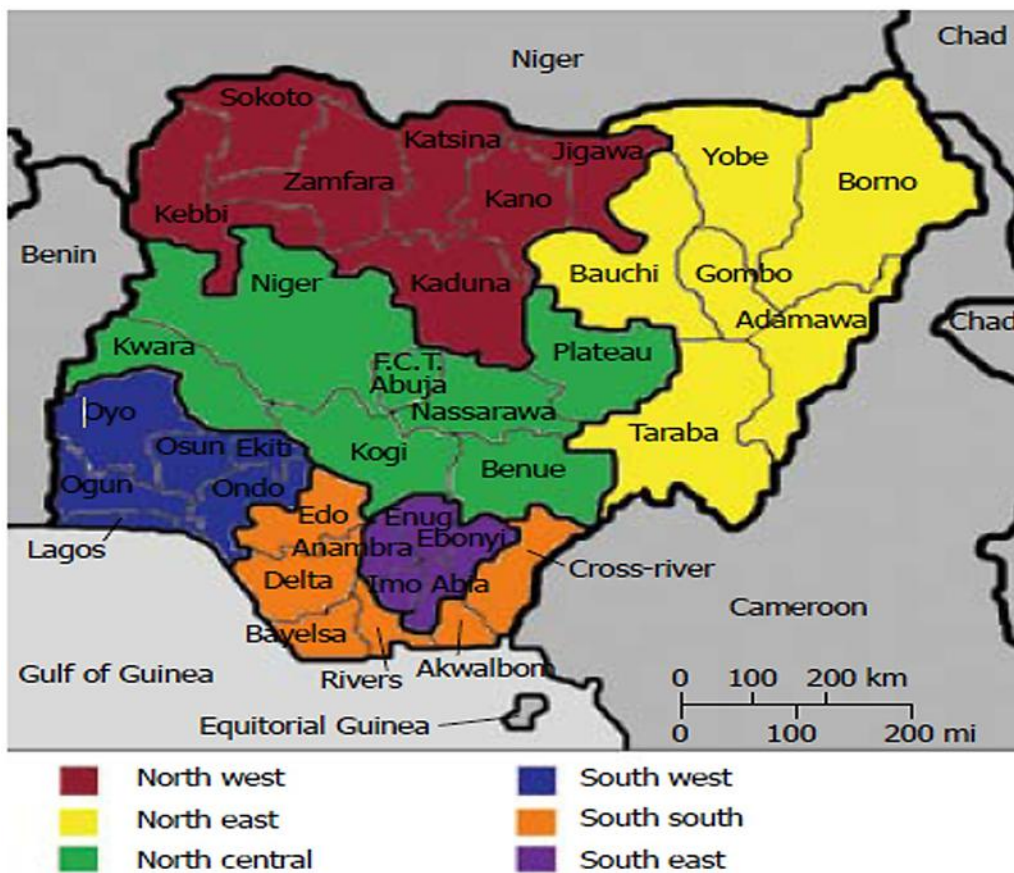 Chad
Niger
Sokoto
Katsina
Jigawa
Yobe
Zamfara
Kano
Borno
Kebbi
Benin
Bauchi
Gombo
Niger
Kaduna
Adamawa
Chad
Kwara
F.C.T.
Abuja
Plateau
Oyo
Nassarawa
Taraba
Osun
Ekiti
Kogi
Benue
Ogun
Ondo
Edo
Enug
Ebonyi
Lagos
Anambra
Cross-river
Delta
Imo
Abia
Cameroon
Bayelsa
Gulf of Guinea
Rivers
Akwalbom
Equitorial Guinea
0 100 200 km
0 100 200 mi
North west
South west
North east
South south
North central
South east